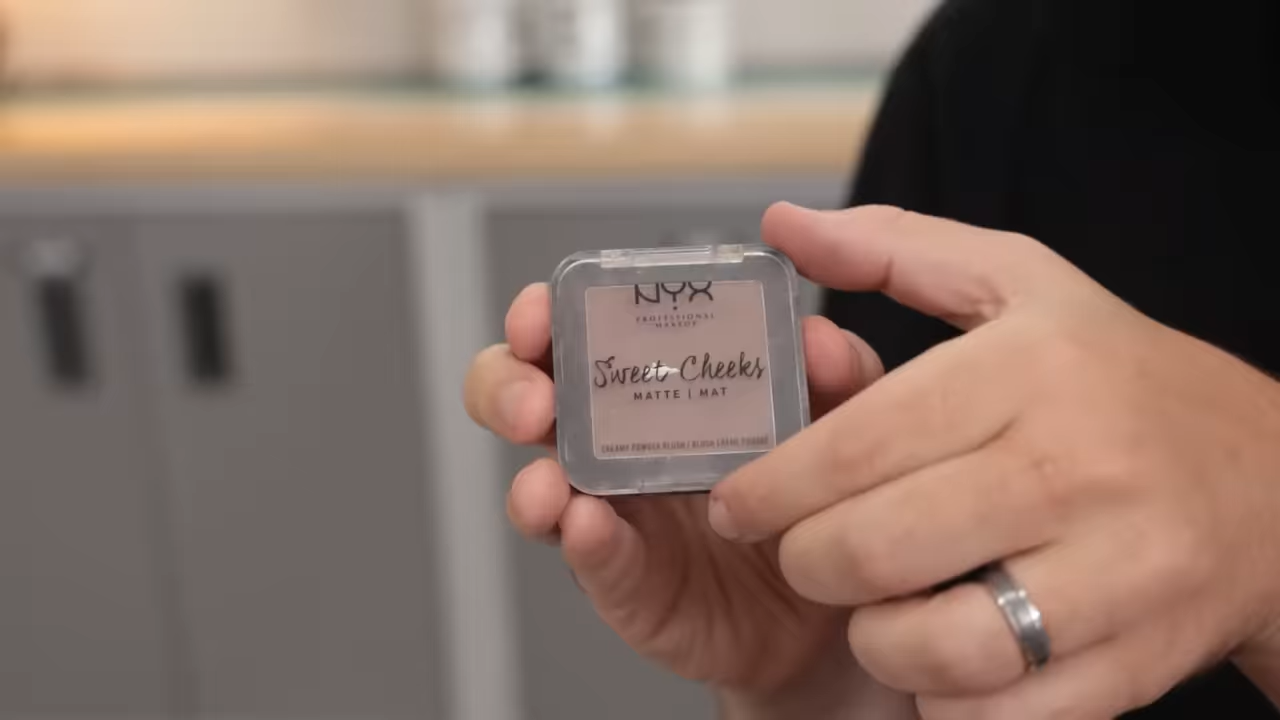 NYX
PROFESSIONAL
MAKEUP
Sweet Cheeks
MATTE | MAT
CREAMY POWDER BLUSH / BLUSH CRÈME POUDRE